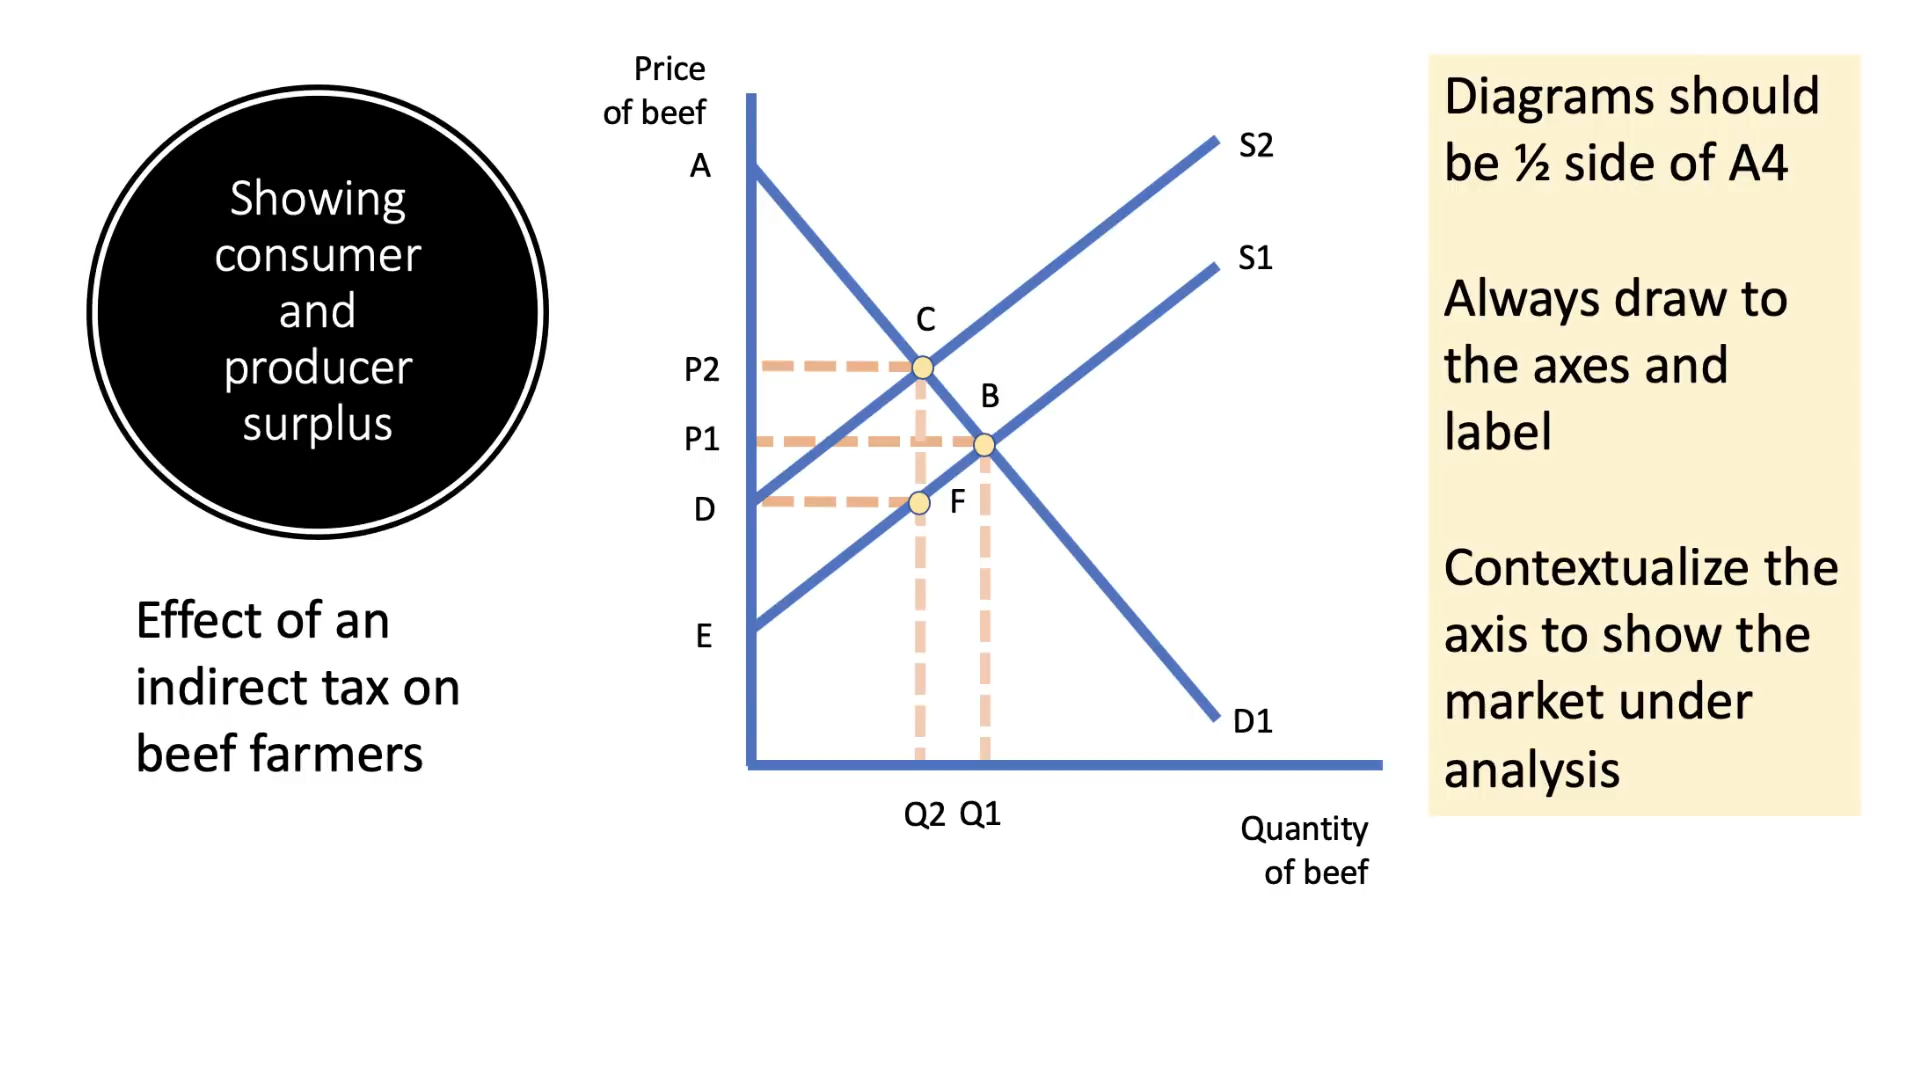 Showing
consumer
and
producer
surplus
Effect of an
indirect tax on
beef farmers
Price
of beef
A
S2
S1
C
P2
B
P1
D
F
E
D1
Q2 Q1
Quantity
of beef
Diagrams should
be ½ side of A4
Always draw to
the axes and
label
Contextualize the
axis to show the
market under
analysis